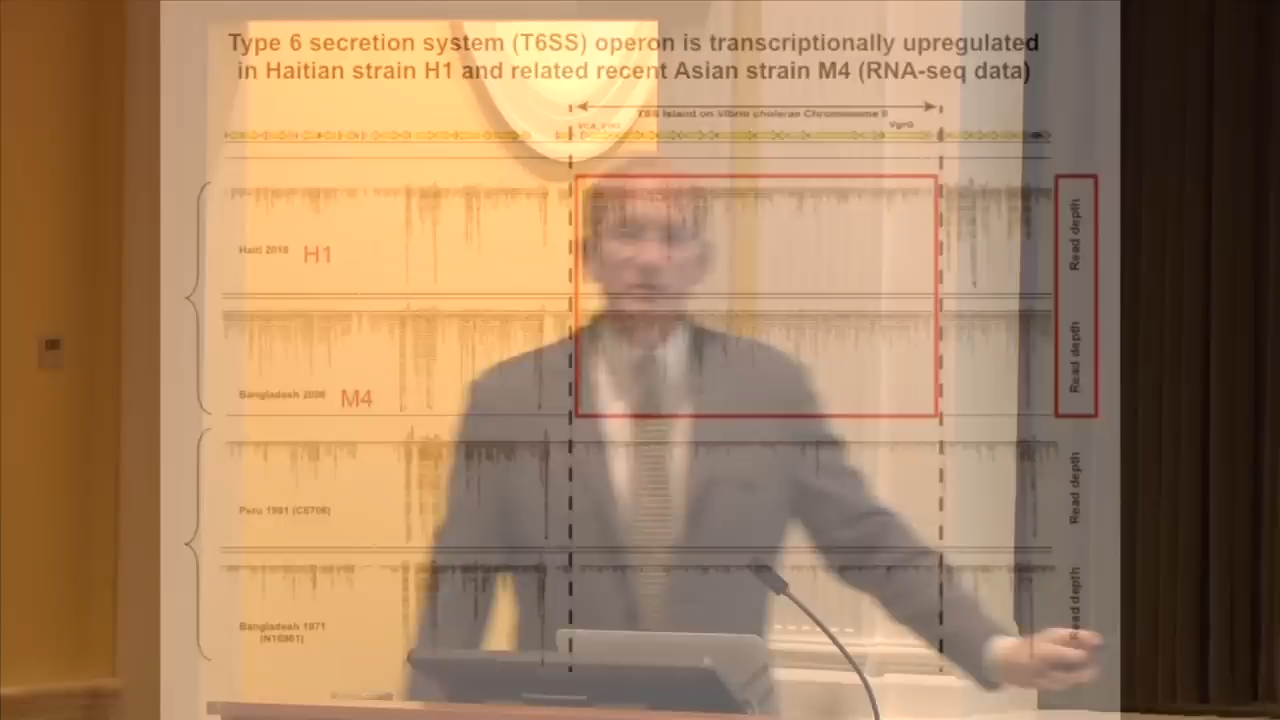 Type 6 secretion system (T6SS) operon is transcriptionally upregulated
in Haitian strain H1 and related recent Asian strain M4 (RNA-seq data)
T6S Island on Vibrio cholerae Chromosome II
VgrG
Haiti 2010 H1
Read depth
Bangladesh 2006 M4
Read depth
Peru 1991 (C6706)
Read depth
Bangladesh 1971
(N16961)
Read depth